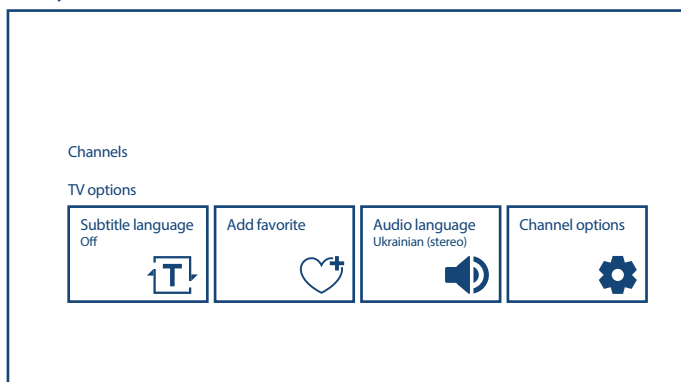 Channels
TV options
Subtitle language
Off
T
Add favorite
Audio language
Ukrainian (stereo)
Channel options